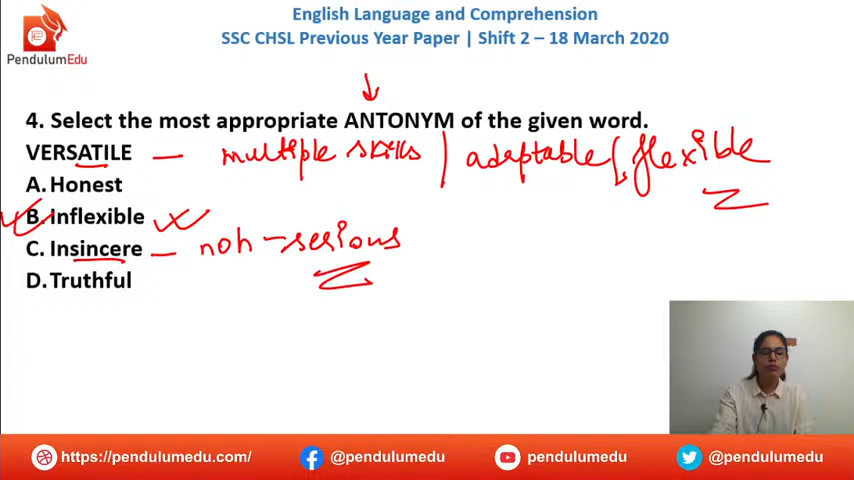 English Language and Comprehension
SSC CHSL Previous Year Paper | Shift 2 – 18 March 2020
PendulumEdu
4. Select the most appropriate ANTONYM of the given word.
VERSATILE — multiple skills | adaptable | flexible
A. Honest
B. Inflexible
C. Insincere — non-serious
D. Truthful
https://pendulumedu.com/ @pendulumedu pendulumedu @pendulumedu